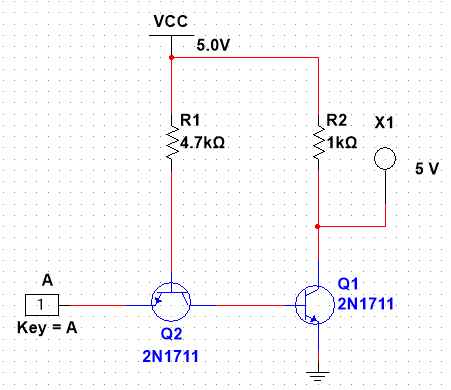 VCC
5.0V
R1
4.7kΩ
R2
1kΩ
X1
5 V
A
1
Key = A
Q2
2N1711
Q1
2N1711